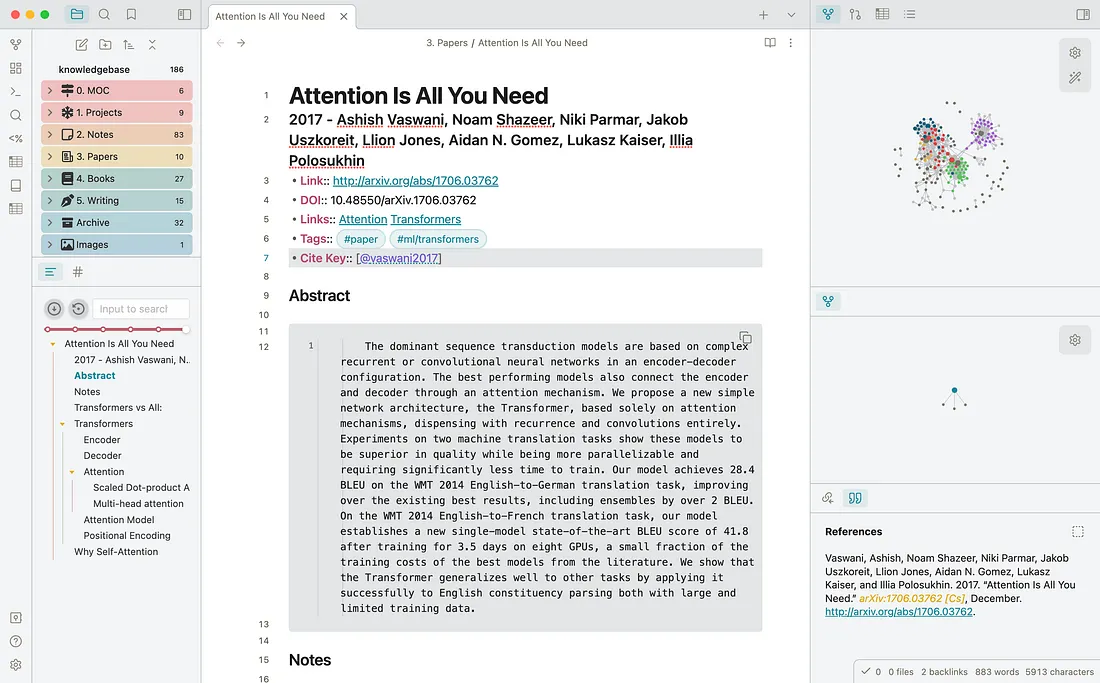 Attention Is All You Need
3. Papers / Attention Is All You Need
knowledgebase 186
0. MOC 6
1. Projects 9
2. Notes 83
3. Papers 10
4. Books 27
5. Writing 15
Archive 32
Images 1
#
Input to search
Attention Is All You Need
2017 - Ashish Vaswani, N..
Abstract
Notes
Transformers vs All:
Transformers
Encoder
Decoder
Attention
Scaled Dot-product A
Multi-head attention
Attention Model
Positional Encoding
Why Self-Attention
1 Attention Is All You Need
2 2017 - Ashish Vaswani, Noam Shazeer, Niki Parmar, Jakob
Uszkoreit, Llion Jones, Aidan N. Gomez, Lukasz Kaiser, Illia
Polosukhin
3 • Link:: http://arxiv.org/abs/1706.03762
4 • DOI:: 10.48550/arXiv.1706.03762
5 • Links:: Attention Transformers
6 • Tags:: #paper #ml/transformers
7 • Cite Key:: [@vaswani2017]
8
9 Abstract
10
11
12 1 The dominant sequence transduction models are based on complex
recurrent or convolutional neural networks in an encoder-decoder
configuration. The best performing models also connect the encoder
and decoder through an attention mechanism. We propose a new simple
network architecture, the Transformer, based solely on attention
mechanisms, dispensing with recurrence and convolutions entirely.
Experiments on two machine translation tasks show these models to
be superior in quality while being more parallelizable and
requiring significantly less time to train. Our model achieves 28.4
BLEU on the WMT 2014 English-to-German translation task, improving
over the existing best results, including ensembles by over 2 BLEU.
On the WMT 2014 English-to-French translation task, our model
establishes a new single-model state-of-the-art BLEU score of 41.8
after training for 3.5 days on eight GPUs, a small fraction of the
training costs of the best models from the literature. We show that
the Transformer generalizes well to other tasks by applying it
successfully to English constituency parsing both with large and
limited training data.
13
14
15 Notes
16
References
Vaswani, Ashish, Noam Shazeer, Niki Parmar, Jakob
Uszkoreit, Llion Jones, Aidan N. Gomez, Lukasz
Kaiser, and Illia Polosukhin. 2017. “Attention Is All You
Need.” arXiv:1706.03762 [Cs], December.
http://arxiv.org/abs/1706.03762.
0 0 files 2 backlinks 883 words 5913 characters